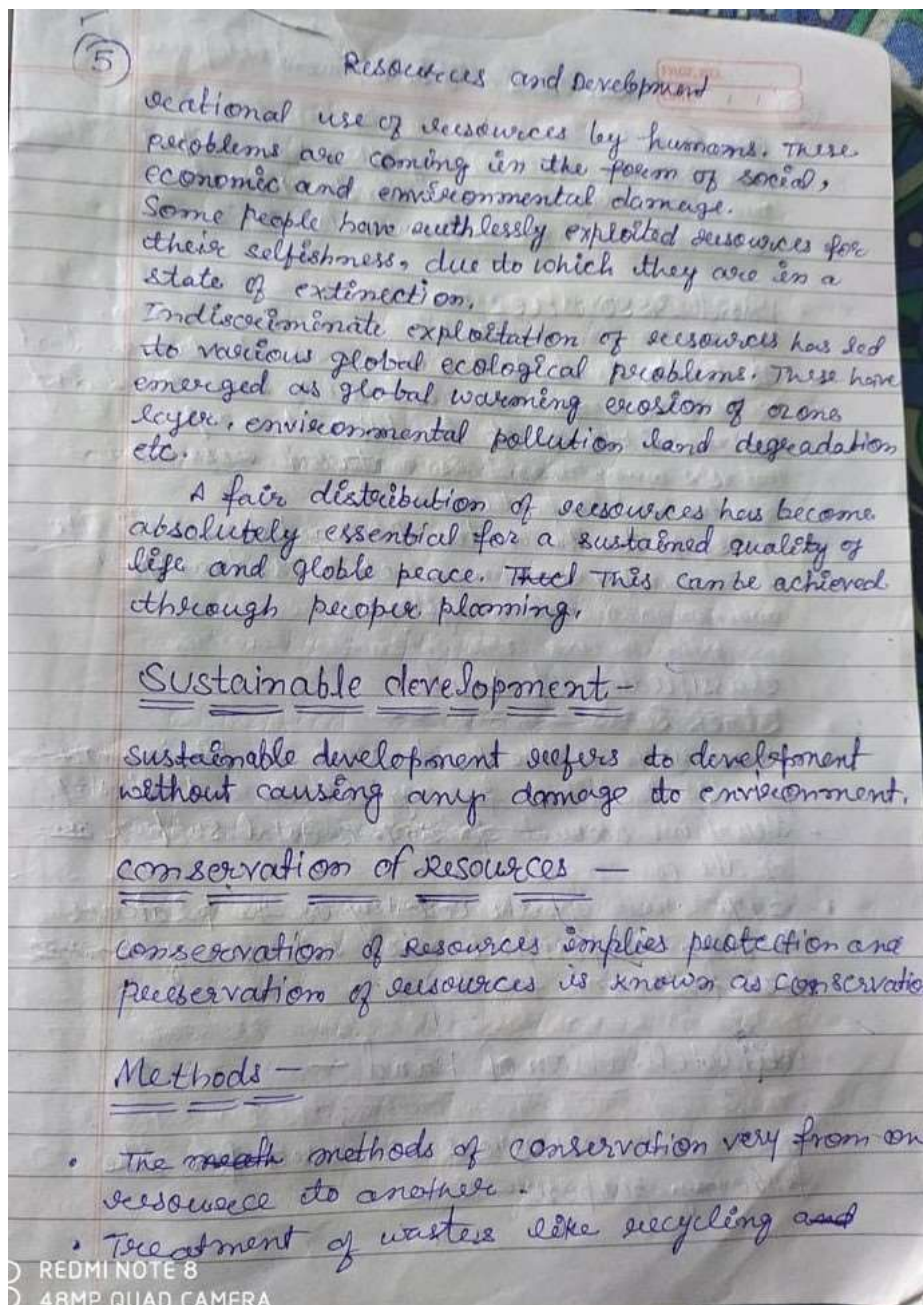 5
Resources and Development
PAGE NO.
rational use of resources by humans. These
problems are coming in the form of social,
economic and environmental damage.
Some people have ruthlessly exploited resources for
their selfishness, due to which they are in a
state of extinection.
Indiscriminate exploitation of resources has led
to various global ecological problems. These have
emerged as global warming erosion of ozone
layer, environmental pollution land degradation
etc.
A fair distribution of resources has become
absolutely essential for a sustained quality of
life and globle peace. This can be achieved
through proper planning.
Sustainable development -
Sustainable development refers to development
without causing any damage to environment.
conservation of Resources -
conservation of Resources implies protection and
preservation of resources is known as conservatio
Methods -
• The methods of conservation very from on
resource to another.
• Treatment of wastes like recycling and
REDMI NOTE 8
48MP QUAD CAMERA